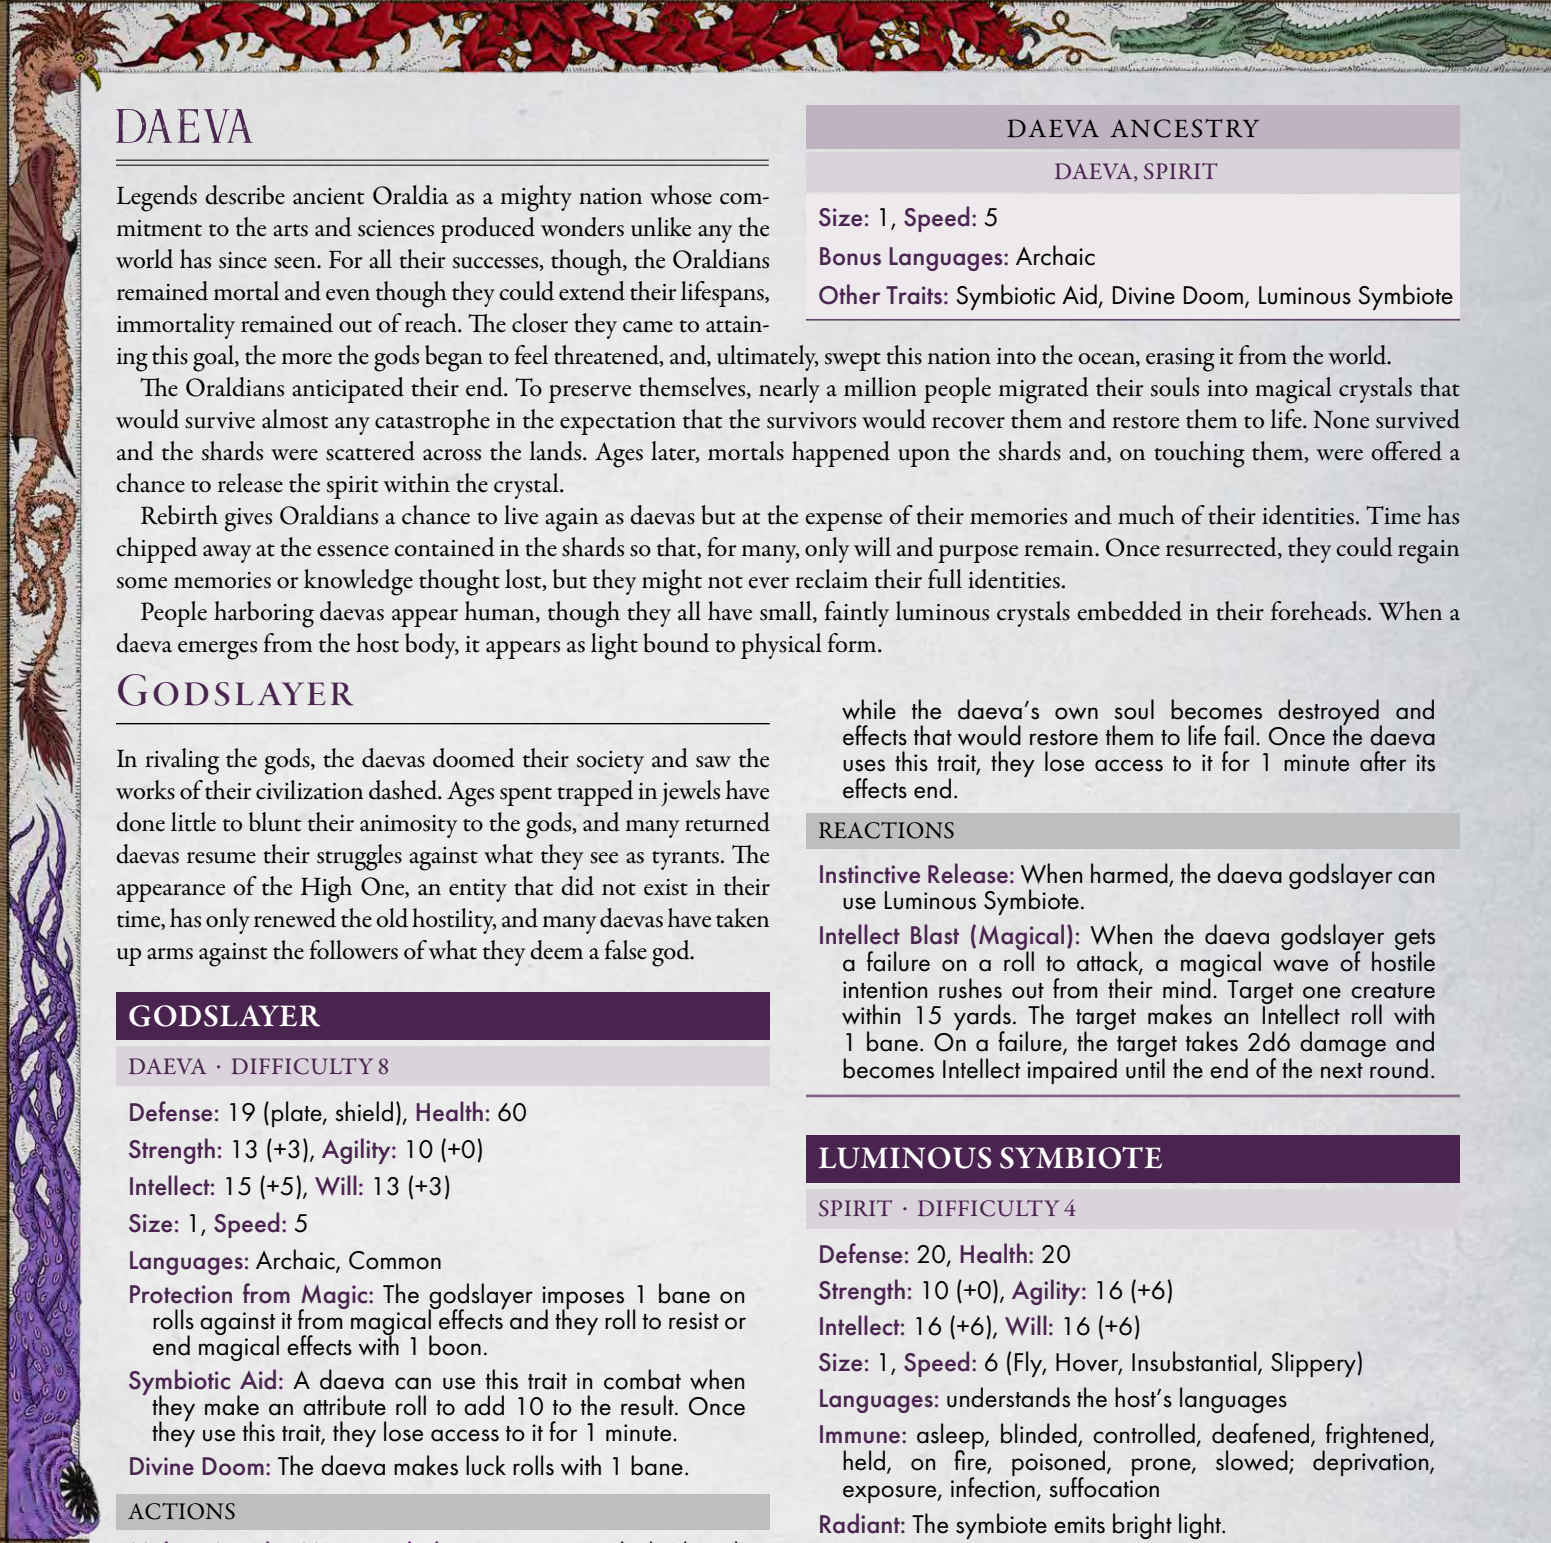 DAEVA
Legends describe ancient Oraldia as a mighty nation whose com-
mitment to the arts and sciences produced wonders unlike any the
world has since seen. For all their successes, though, the Oraldians
remained mortal and even though they could extend their lifespans,
immortality remained out of reach. The closer they came to attain-
ing this goal, the more the gods began to feel threatened, and, ultimately, swept this nation into the ocean, erasing it from the world.
The Oraldians anticipated their end. To preserve themselves, nearly a million people migrated their souls into magical crystals that
would survive almost any catastrophe in the expectation that the survivors would recover them and restore them to life. None survived
and the shards were scattered across the lands. Ages later, mortals happened upon the shards and, on touching them, were offered a
chance to release the spirit within the crystal.
Rebirth gives Oraldians a chance to live again as daevas but at the expense of their memories and much of their identities. Time has
chipped away at the essence contained in the shards so that, for many, only will and purpose remain. Once resurrected, they could regain
some memories or knowledge thought lost, but they might not ever reclaim their full identities.
People harboring daevas appear human, though they all have small, faintly luminous crystals embedded in their foreheads. When a
daeva emerges from the host body, it appears as light bound to physical form.
DAEVA ANCESTRY
DAEVA, SPIRIT
Size: 1, Speed: 5
Bonus Languages: Archaic
Other Traits: Symbiotic Aid, Divine Doom, Luminous Symbiote
GODSLAYER
In rivaling the gods, the daevas doomed their society and saw the
works of their civilization dashed. Ages spent trapped in jewels have
done little to blunt their animosity to the gods, and many returned
daevas resume their struggles against what they see as tyrants. The
appearance of the High One, an entity that did not exist in their
time, has only renewed the old hostility, and many daevas have taken
up arms against the followers of what they deem a false god.
GODSLAYER
DAEVA · DIFFICULTY 8
Defense: 19 (plate, shield), Health: 60
Strength: 13 (+3), Agility: 10 (+0)
Intellect: 15 (+5), Will: 13 (+3)
Size: 1, Speed: 5
Languages: Archaic, Common
Protection from Magic: The godslayer imposes 1 bane on
rolls against it from magical effects and they roll to resist or
end magical effects with 1 boon.
Symbiotic Aid: A daeva can use this trait in combat when
they make an attribute roll to add 10 to the result. Once
they use this trait, they lose access to it for 1 minute.
Divine Doom: The daeva makes luck rolls with 1 bane.
ACTIONS
while the daeva's own soul becomes destroyed and
effects that would restore them to life fail. Once the daeva
uses this trait, they lose access to it for 1 minute after its
effects end.
REACTIONS
Instinctive Release: When harmed, the daeva godslayer can
use Luminous Symbiote.
Intellect Blast (Magical): When the daeva godslayer gets
a failure on a roll to attack, a magical wave of hostile
intention rushes out from their mind. Target one creature
within 15 yards. The target makes an Intellect roll with
1 bane. On a failure, the target takes 2d6 damage and
becomes Intellect impaired until the end of the next round.
LUMINOUS SYMBIOTE
SPIRIT · DIFFICULTY 4
Defense: 20, Health: 20
Strength: 10 (+0), Agility: 16 (+6)
Intellect: 16 (+6), Will: 16 (+6)
Size: 1, Speed: 6 (Fly, Hover, Insubstantial, Slippery)
Languages: understands the host's languages
Immune: asleep, blinded, controlled, deafened, frightened,
held, on fire, poisoned, prone, slowed; deprivation,
exposure, infection, suffocation
Radiant: The symbiote emits bright light.